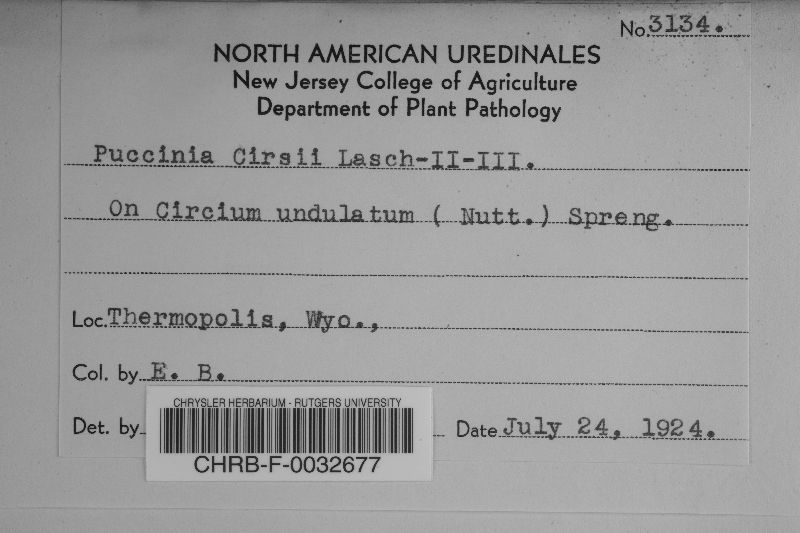 No. 3134.
NORTH AMERICAN UREDINALES
New Jersey College of Agriculture
Department of Plant Pathology
Puccinia Cirsii Lasch-II-III.
On Circium undulatum ( Nutt.) Spreng.
Loc. Thermopolis, Wyo.,
Col. by E. B.
Det. by Date July 24, 1924.
CHRYSLER HERBARIUM - RUTGERS UNIVERSITY
CHRB-F-0032677